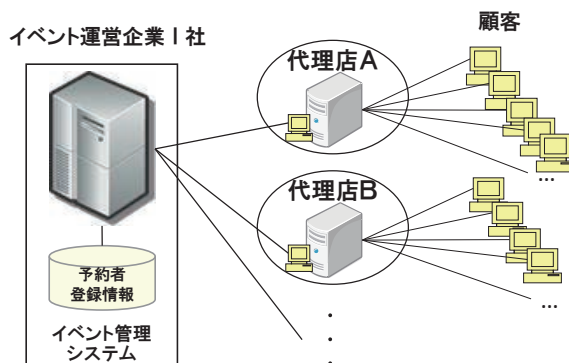 イベント運営企業I社
代理店A
顧客
...
代理店B
...
予約者
登録情報
イベント管理
システム
・
・
・